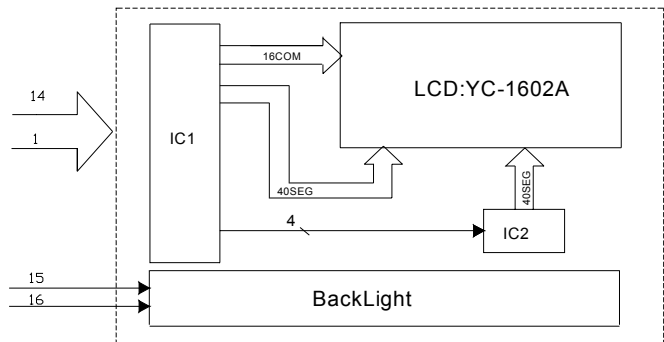 16COM
LCD:YC-1602A
14
1
IC1
40SEG
40SEG
4
IC2
15
16
BackLight